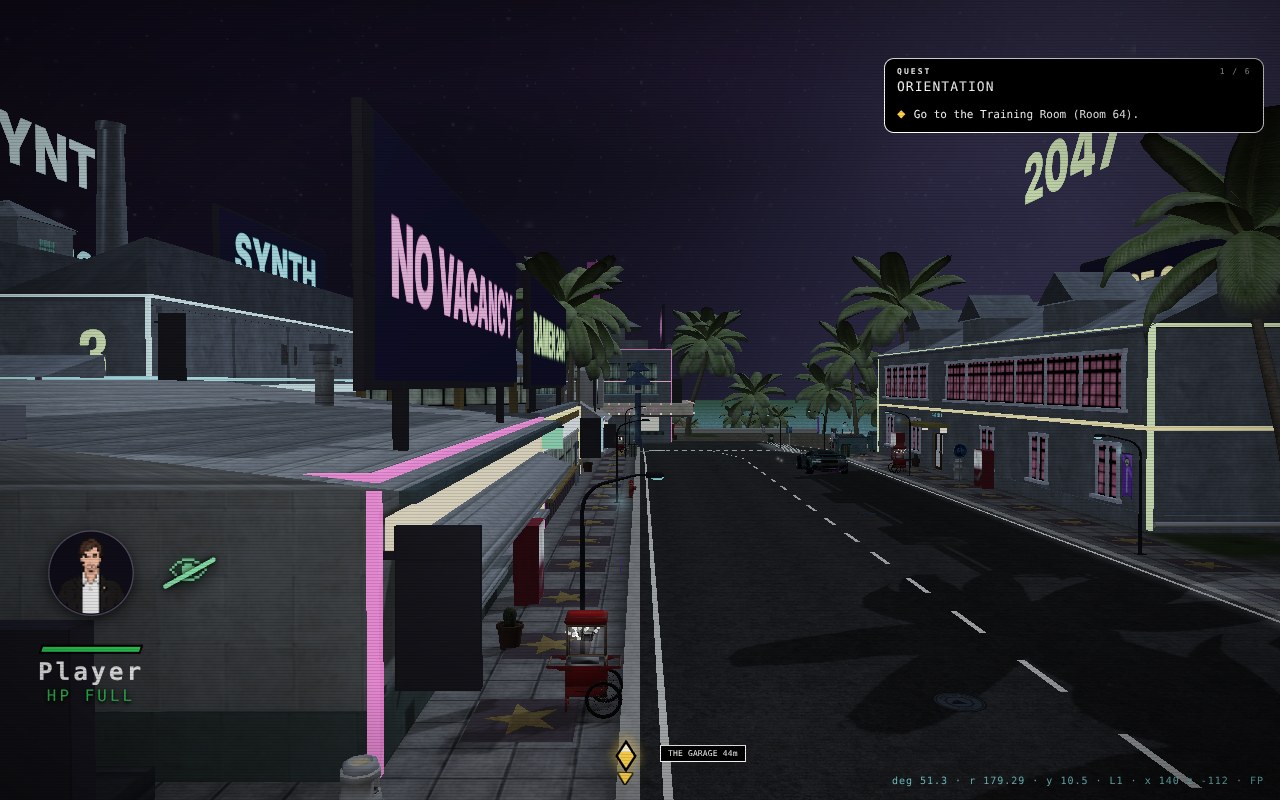 QUEST
1 / 6
ORIENTATION
Go to the Training Room (Room 64).
2047
SYNTH
NO VACANCY
3
Player
HP FULL
THE GARAGE 44m
deg 51.3 · r 179.29 · y 10.5 · L1 · x 140 z -112 · FP